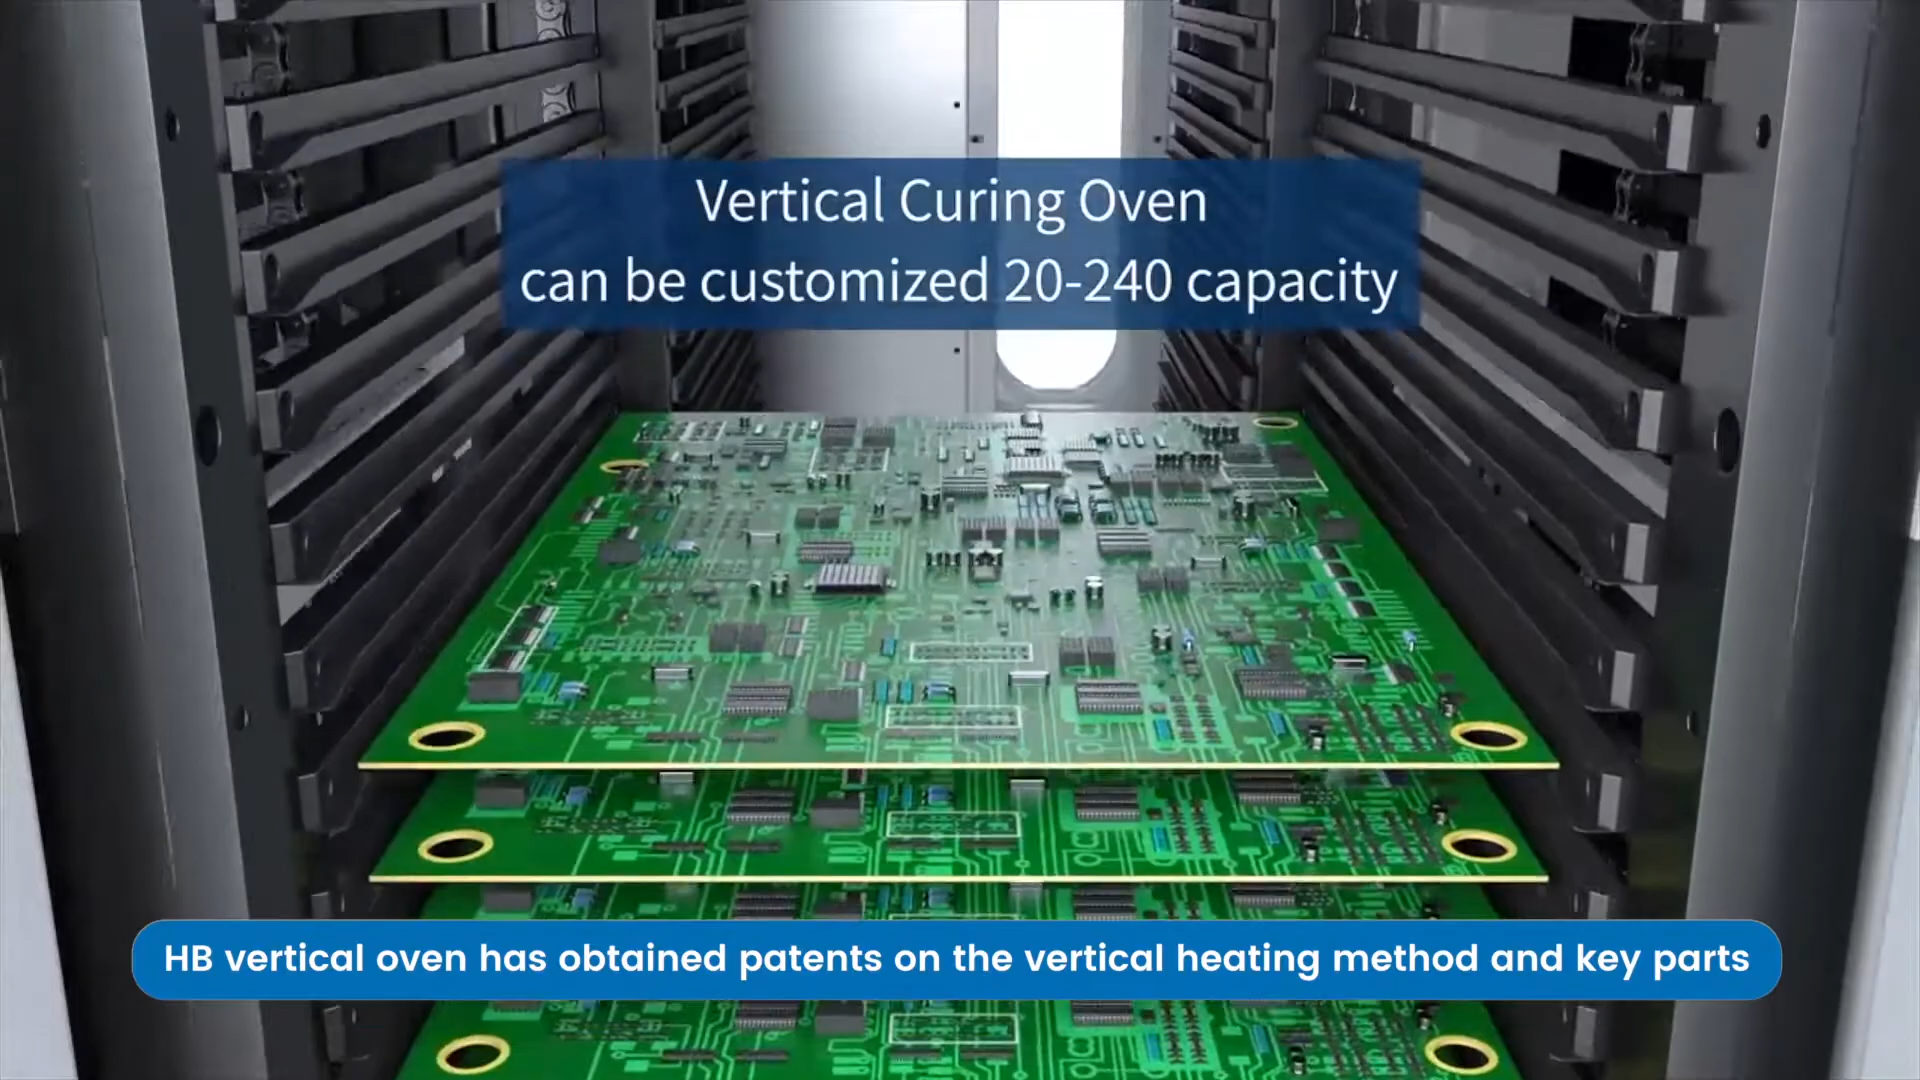 Vertical Curing Oven
can be customized 20-240 capacity
HB vertical oven has obtained patents on the vertical heating method and key parts